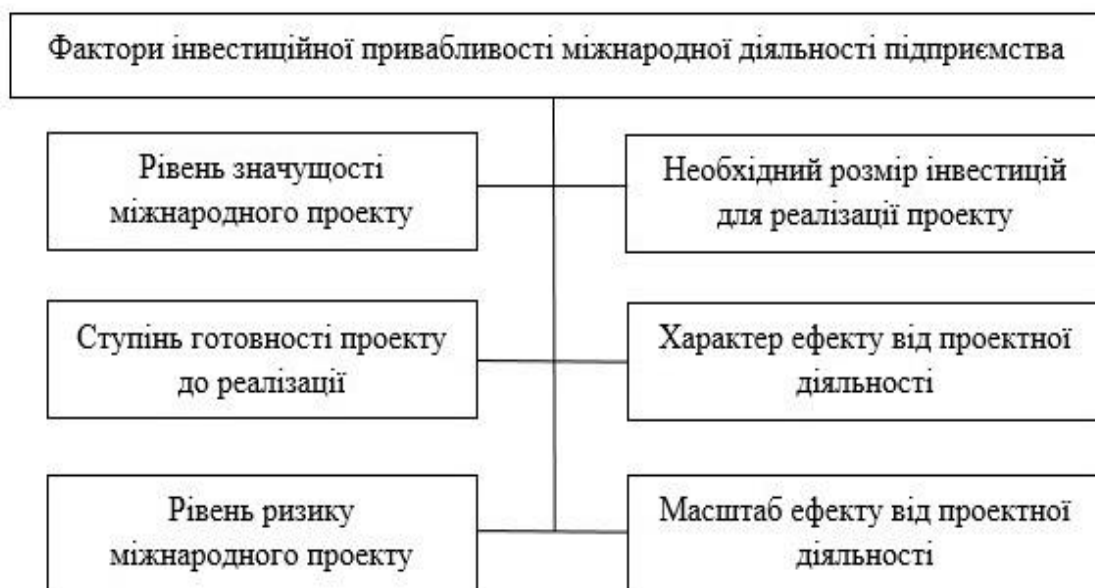 Фактори інвестиційної привабливості міжнародної діяльності підприємства
Рівень значущості
міжнародного проекту
Необхідний розмір інвестицій
для реалізації проекту
Ступінь готовності проекту
до реалізації
Характер ефекту від проектної
діяльності
Рівень ризику
міжнародного проекту
Масштаб ефекту від проектної
діяльності